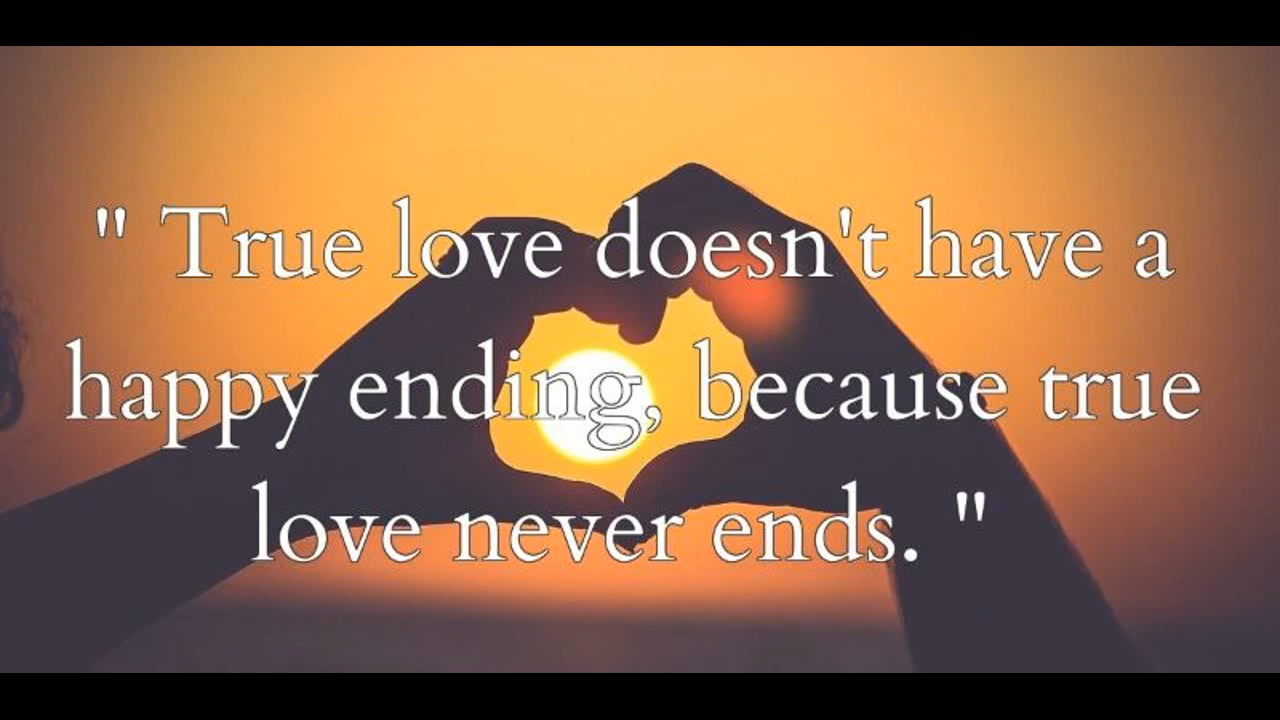 " True love doesn't have a
happy ending, because true
love never ends. "